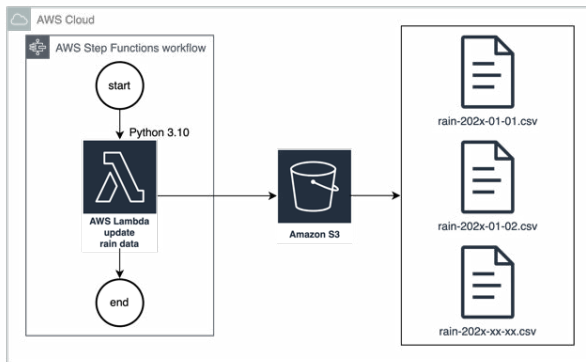 AWS Cloud
AWS Step Functions workflow
start
Python 3.10
AWS Lambda
update
rain data
end
Amazon S3
rain-202x-01-01.csv
rain-202x-01-02.csv
rain-202x-xx-xx.csv